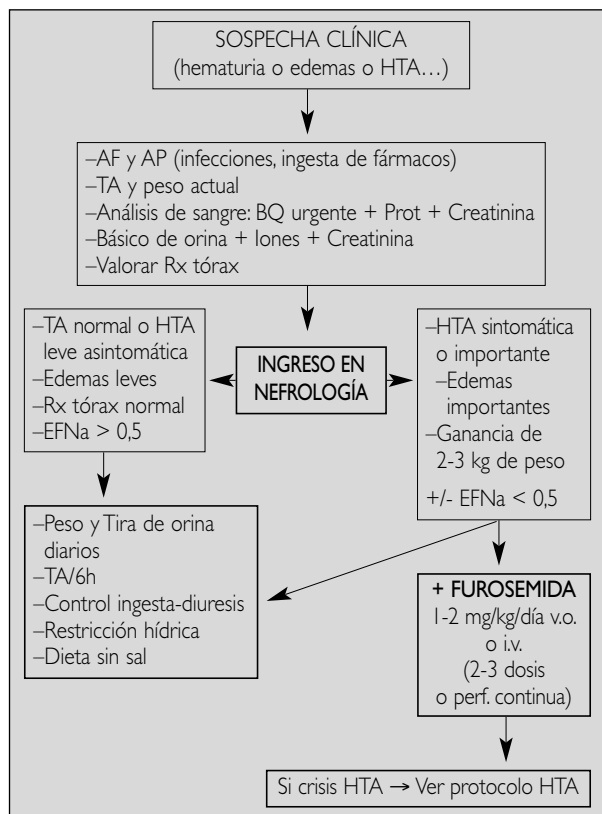 SOSPECHA CLÍNICA
(hematuria o edemas o HTA…)
–AF y AP (infecciones, ingesta de fármacos)
–TA y peso actual
–Análisis de sangre: BQ urgente + Prot + Creatinina
–Básico de orina + Iones + Creatinina
–Valorar Rx tórax
–TA normal o HTA
leve asintomática
–Edemas leves
–Rx tórax normal
–EFNa > 0,5
INGRESO EN
NEFROLOGÍA
–HTA sintomática
o importante
–Edemas
importantes
–Ganancia de
2-3 kg de peso
+/- EFNa < 0,5
–Peso y Tira de orina
diarios
–TA/6h
–Control ingesta-diuresis
–Restricción hídrica
–Dieta sin sal
+ FUROSEMIDA
1-2 mg/kg/día v.o.
o i.v.
(2-3 dosis
o perf. continua)
Si crisis HTA → Ver protocolo HTA